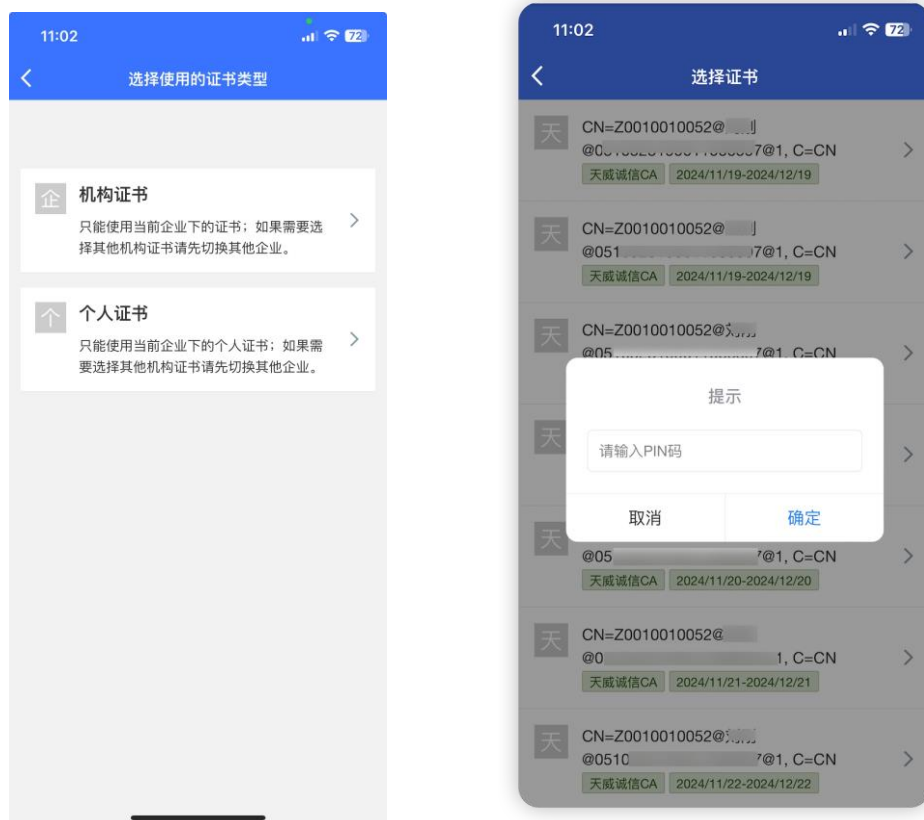 11:02
72
选择使用的证书类型
企
机构证书
只能使用当前企业下的证书；如果需要选
择其他机构证书请先切换其他企业。
个
个人证书
只能使用当前企业下的个人证书；如果需
要选择其他机构证书请先切换其他企业。
11:02
72
选择证书
天
CN=Z0010010052@
7@1, C=CN
天威诚信CA 2024/11/19-2024/12/19
天
CN=Z0010010052@
@051 7@1, C=CN
天威诚信CA 2024/11/19-2024/12/19
天
CN=Z0010010052@
@05 7@1, C=CN
提示
天
请输入PIN码
取消 确定
天
@05 7@1, C=CN
天威诚信CA 2024/11/20-2024/12/20
天
CN=Z0010010052@
@0 1, C=CN
天威诚信CA 2024/11/21-2024/12/21
天
CN=Z0010010052@
@0510 7@1, C=CN
天威诚信CA 2024/11/22-2024/12/22